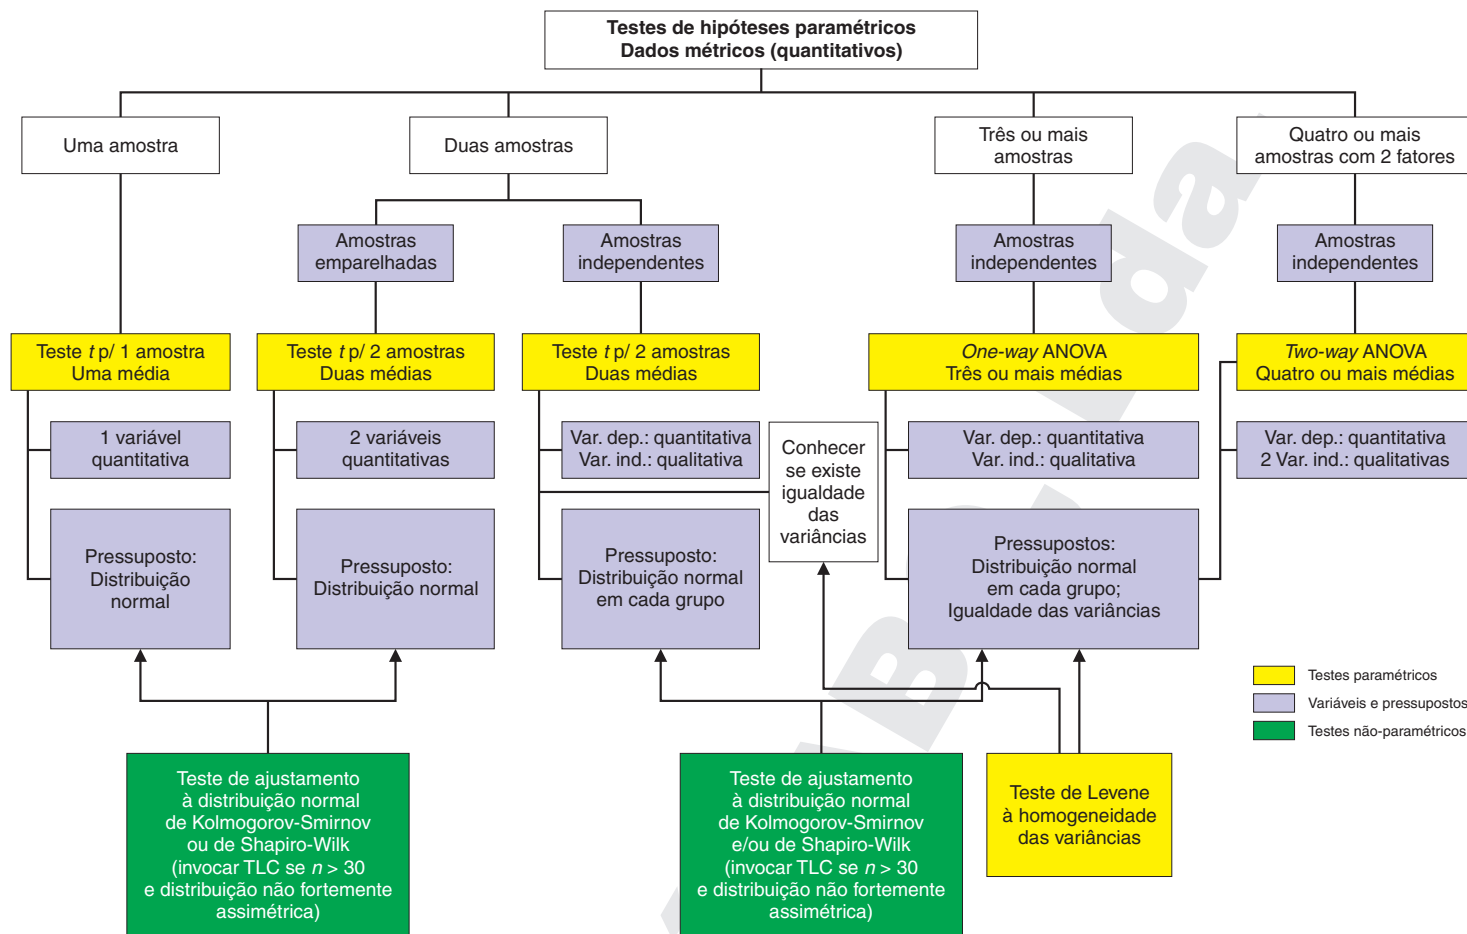 Testes de hipóteses paramétricos
Dados métricos (quantitativos)
Uma amostra
Duas amostras
Três ou mais
amostras
Quatro ou mais
amostras com 2 fatores
Amostras
emparelhadas
Amostras
independentes
Amostras
independentes
Amostras
independentes
Teste t p/ 1 amostra
Uma média
Teste t p/ 2 amostras
Duas médias
Teste t p/ 2 amostras
Duas médias
One-way ANOVA
Três ou mais médias
Two-way ANOVA
Quatro ou mais médias
1 variável
quantitativa
2 variáveis
quantitativas
Var. dep.: quantitativa
Var. ind.: qualitativa
Conhecer
se existe
igualdade
das
variâncias
Var. dep.: quantitativa
Var. ind.: qualitativa
Var. dep.: quantitativa
2 Var. ind.: qualitativas
Pressuposto:
Distribuição
normal
Pressuposto:
Distribuição normal
Pressuposto:
Distribuição normal
em cada grupo
Pressupostos:
Distribuição normal
em cada grupo;
Igualdade das variâncias
Testes paramétricos
Variáveis e pressupostos
Testes não-paramétricos
Teste de ajustamento
à distribuição normal
de Kolmogorov-Smirnov
ou de Shapiro-Wilk
(invocar TLC se n > 30
e distribuição não fortemente
assimétrica)
Teste de ajustamento
à distribuição normal
de Kolmogorov-Smirnov
e/ou de Shapiro-Wilk
(invocar TLC se n > 30
e distribuição não fortemente
assimétrica)
Teste de Levene
à homogeneidade
das variâncias